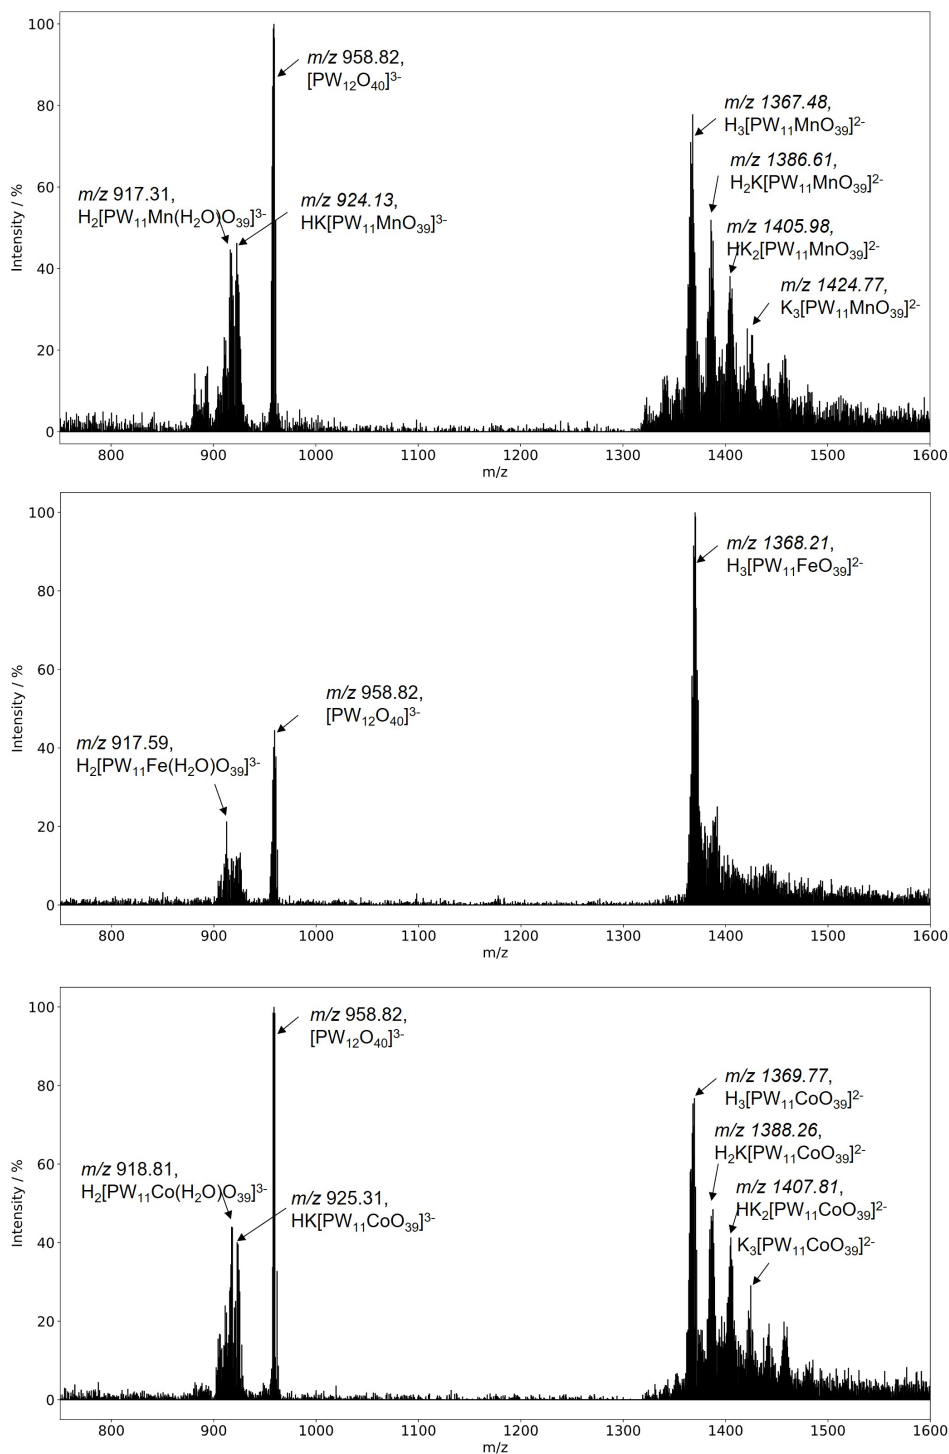 100
80
60
40
20
0
Intensity / %
m/z 958.82,
[PW12O40]3-
m/z 917.31,
H2[PW11Mn(H2O)O39]3-
m/z 924.13,
HK[PW11MnO39]3-
m/z 1367.48,
H3[PW11MnO39]2-
m/z 1386.61,
H2K[PW11MnO39]2-
m/z 1405.98,
HK2[PW11MnO39]2-
m/z 1424.77,
K3[PW11MnO39]2-
800 900 1000 1100 1200 1300 1400 1500 1600
m/z
100
80
60
40
20
0
Intensity / %
m/z 1368.21,
H3[PW11FeO39]2-
m/z 958.82,
[PW12O40]3-
m/z 917.59,
H2[PW11Fe(H2O)O39]3-
800 900 1000 1100 1200 1300 1400 1500 1600
m/z
100
80
60
40
20
0
Intensity / %
m/z 958.82,
[PW12O40]3-
m/z 918.81,
H2[PW11Co(H2O)O39]3-
m/z 925.31,
HK[PW11CoO39]3-
m/z 1369.77,
H3[PW11CoO39]2-
m/z 1388.26,
H2K[PW11CoO39]2-
m/z 1407.81,
HK2[PW11CoO39]2-
K3[PW11CoO39]2-
800 900 1000 1100 1200 1300 1400 1500 1600
m/z